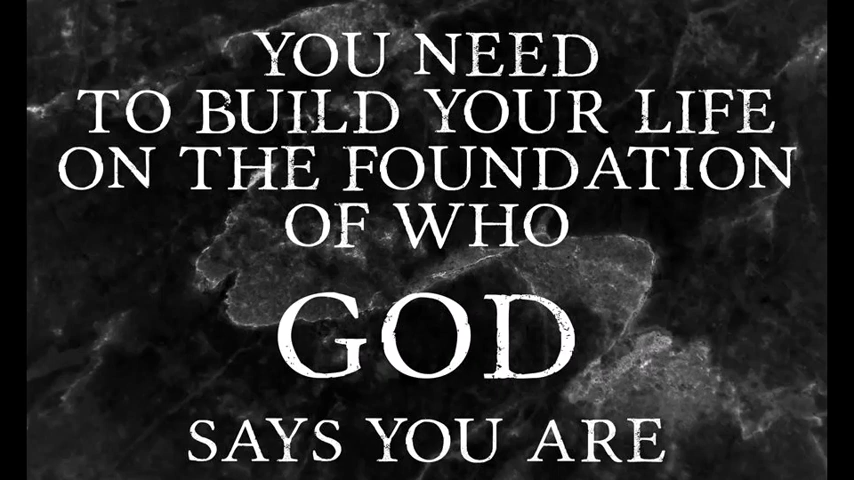 YOU NEED
TO BUILD YOUR LIFE
ON THE FOUNDATION
OF WHO
GOD
SAYS YOU ARE